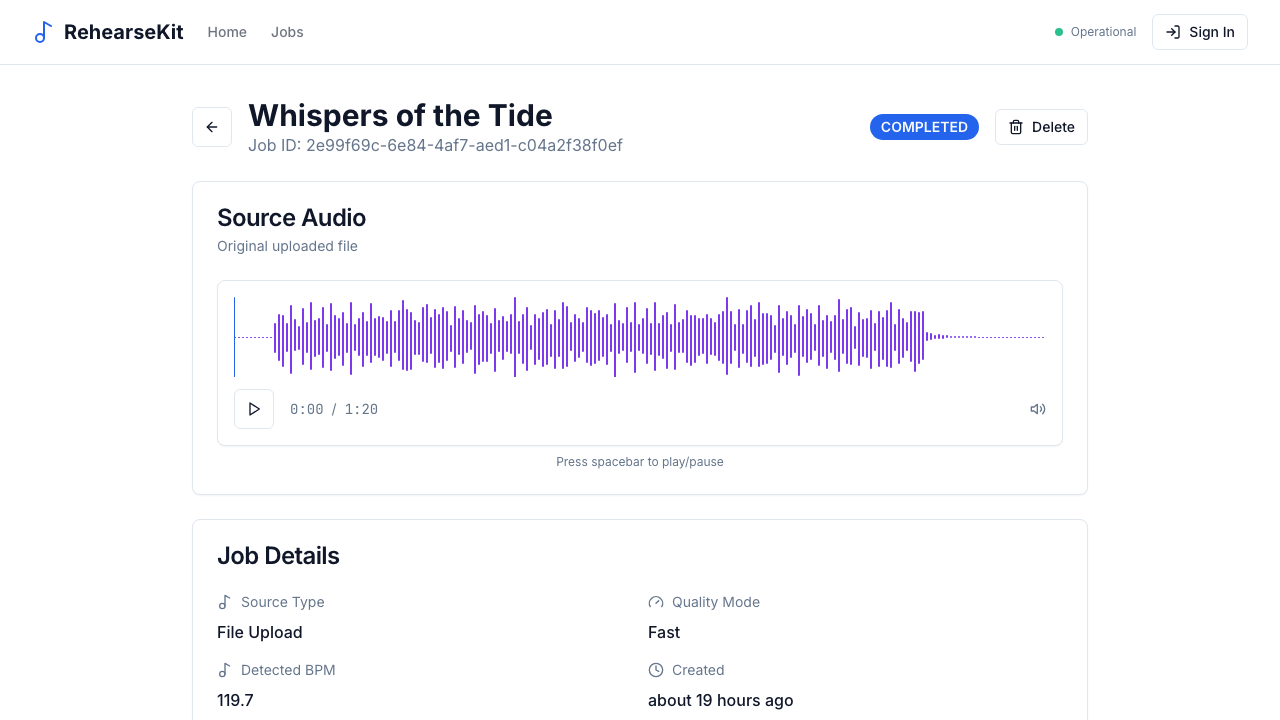 RehearseKit
Home
Jobs
Operational
Sign In
Whispers of the Tide
Job ID: 2e99f69c-6e84-4af7-aed1-c04a2f38f0ef
COMPLETED
Delete
Source Audio
Original uploaded file
0:00 / 1:20
Press spacebar to play/pause
Job Details
Source Type
File Upload
Quality Mode
Fast
Detected BPM
119.7
Created
about 19 hours ago